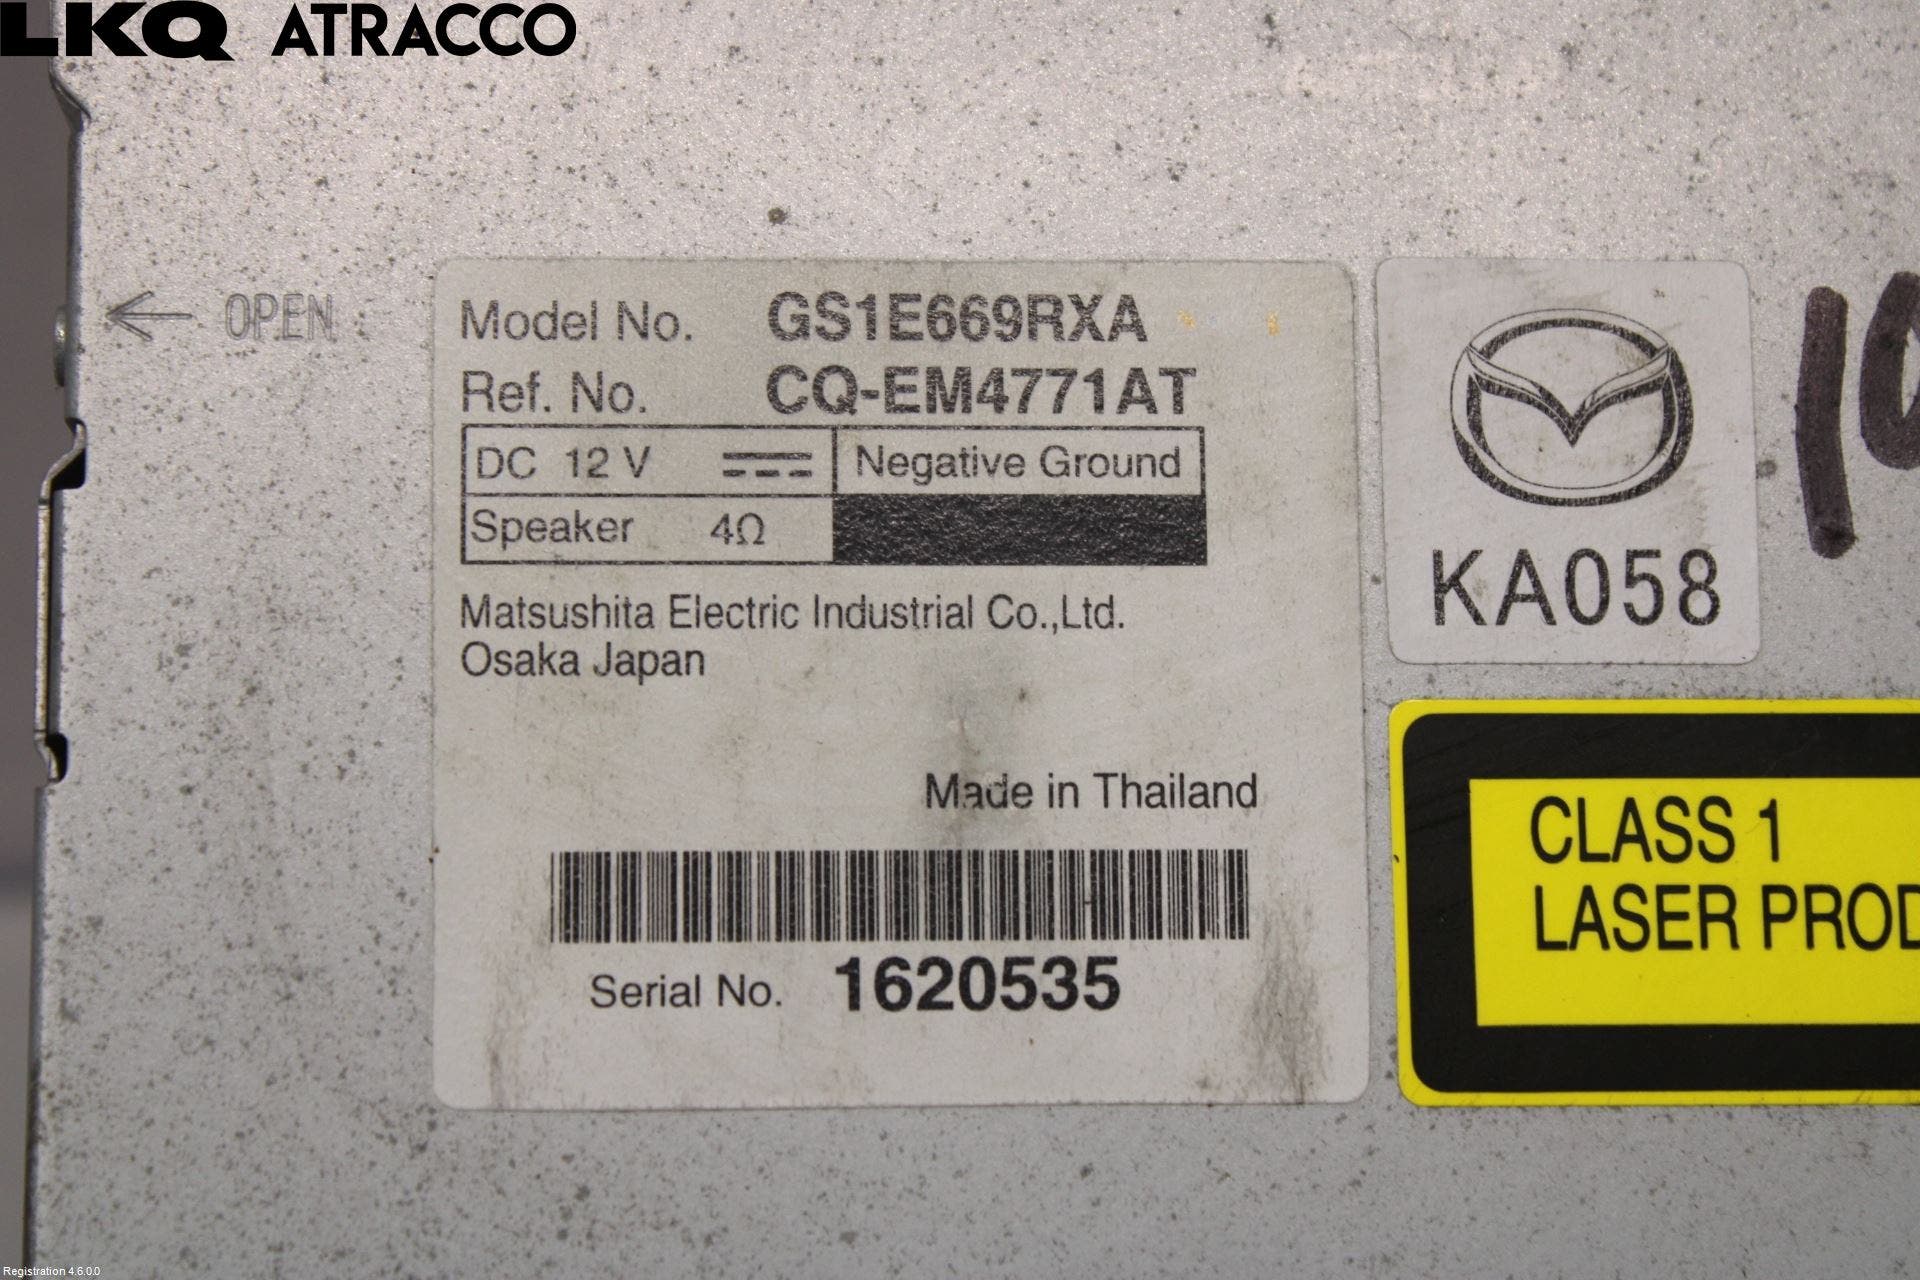 LKQ ATRACCO
← OPEN
Model No. GS1E669RXA
Ref. No. CQ-EM4771AT
DC 12 V Negative Ground
Speaker 4Ω
Matsushita Electric Industrial Co.,Ltd.
Osaka Japan
Made in Thailand
Serial No. 1620535
KA058
10
CLASS 1
LASER PROD
Registration 4.6.0.0